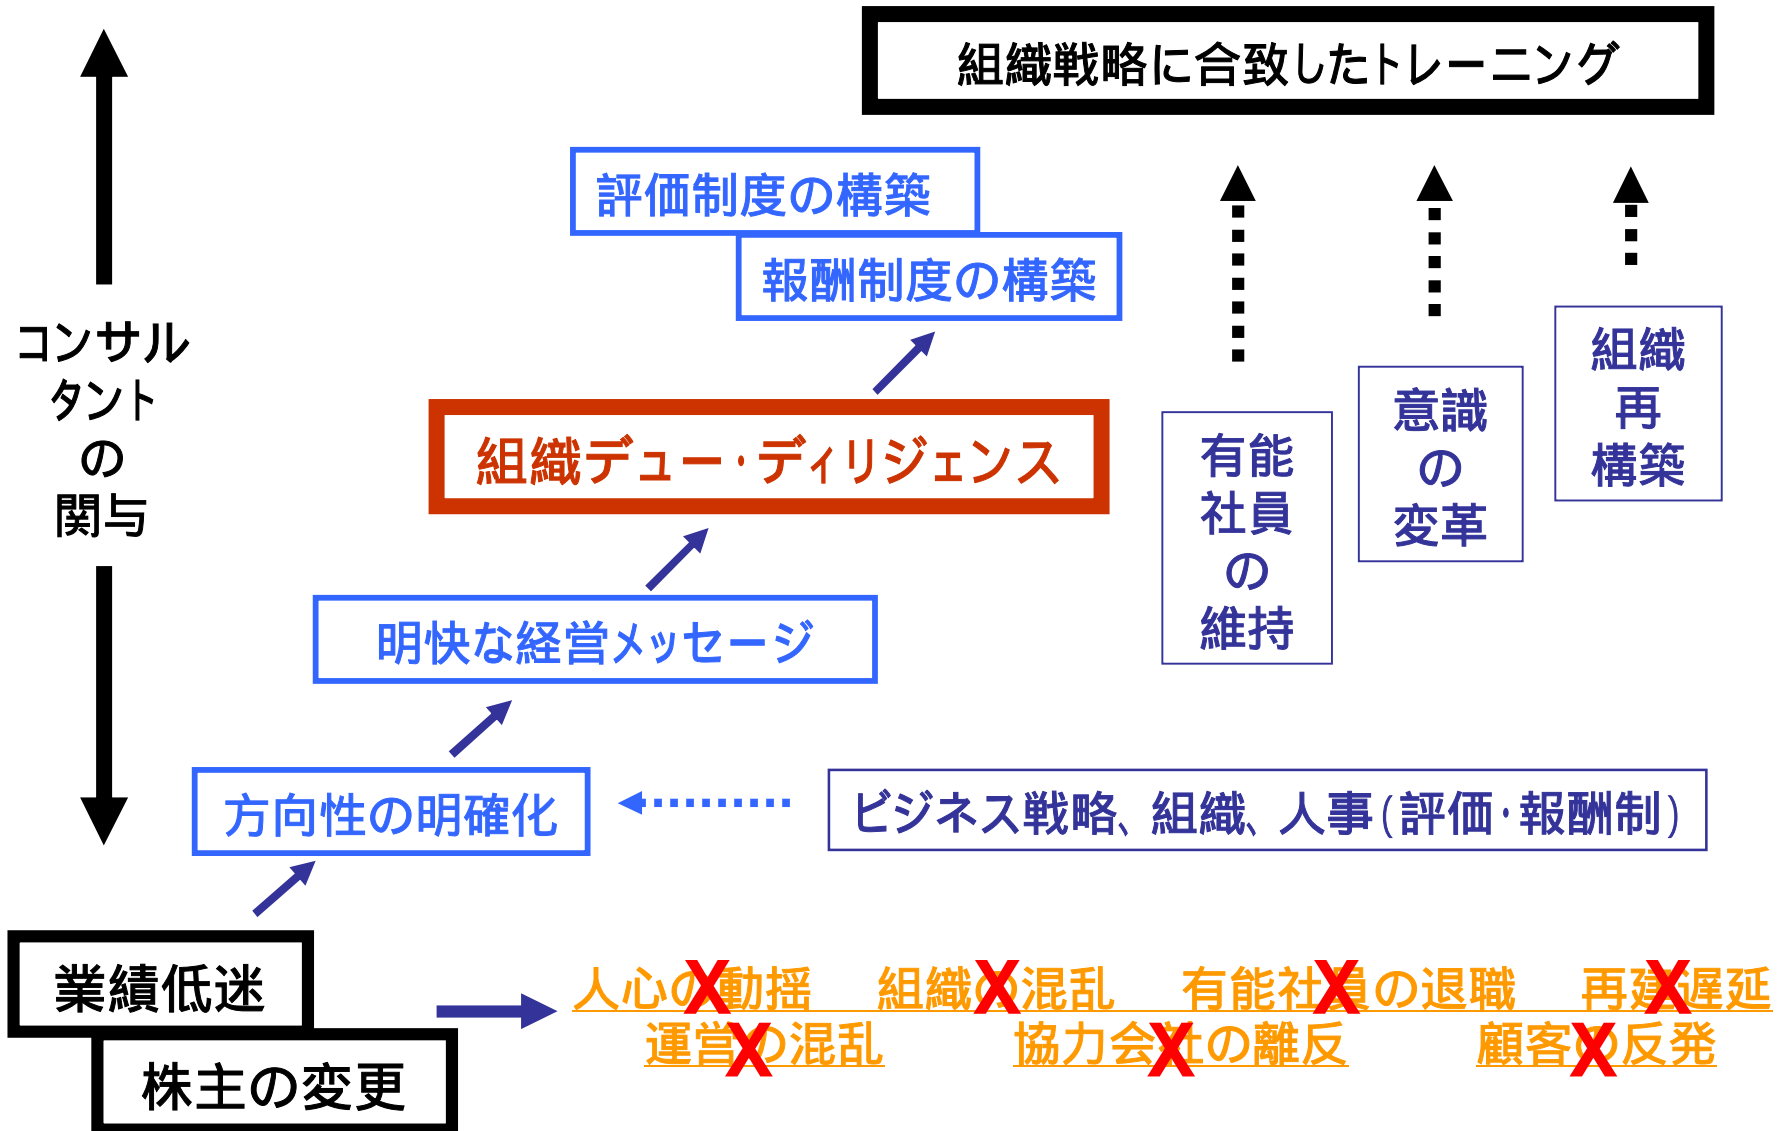 組織戦略に合致したトレーニング
評価制度の構築
報酬制度の構築
コンサル
タント
の
関与
組織
再
構築
意識
の
変革
有能
社員
の
維持
組織デュー・ディリジェンス
明快な経営メッセージ
方向性の明確化
ビジネス戦略、組織、人事(評価・報酬制)
業績低迷
株主の変更
人心の動揺 組織の混乱 有能社員の退職 再建遅延
運営の混乱 協力会社の離反 顧客の反発
X X X X
X X X